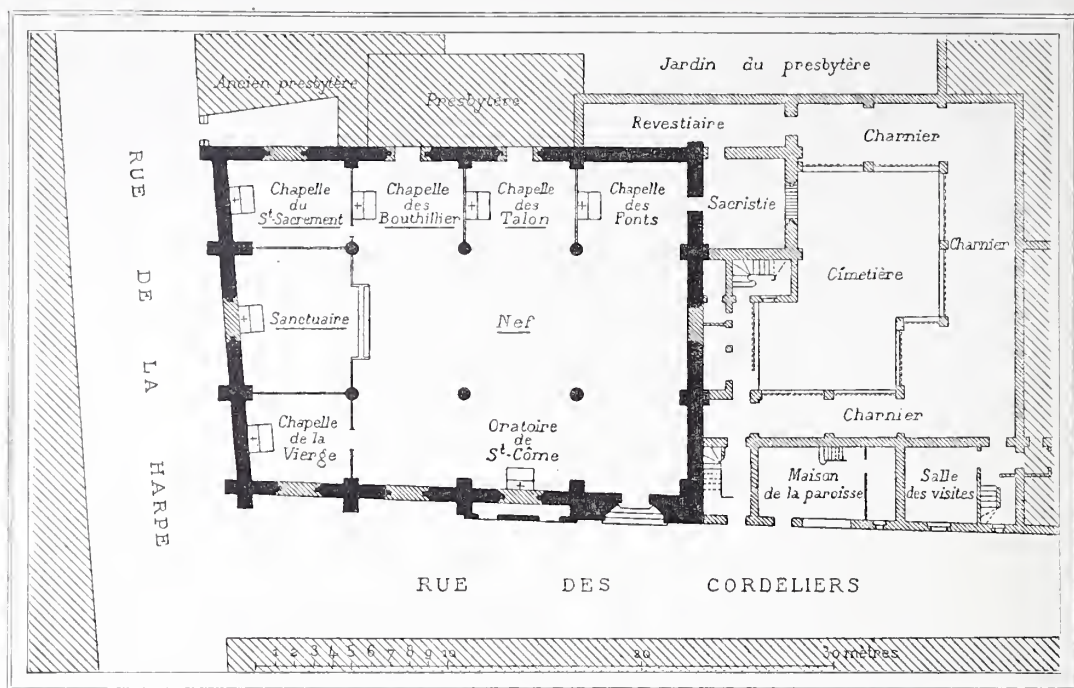 Jardin du presbytère
Ancien presbytère
Presbytère
Revestiaire
Charnier
Chapelle
du
St-Sacrement
Chapelle
des
Bouthillier
Chapelle
des
Talon
Chapelle
des
Ponts
Sacristie
Charnier
Cimetière
Sanctuaire
Nef
Chapelle
de la
Vierge
Oratoire
de
St-Côme
Charnier
Maison
de la paroisse
Salle
des visites
RUE DE LA HARPE
RUE DES CORDELIERS
1 2 3 4 5 6 7 8 9 10 20 30 mètres